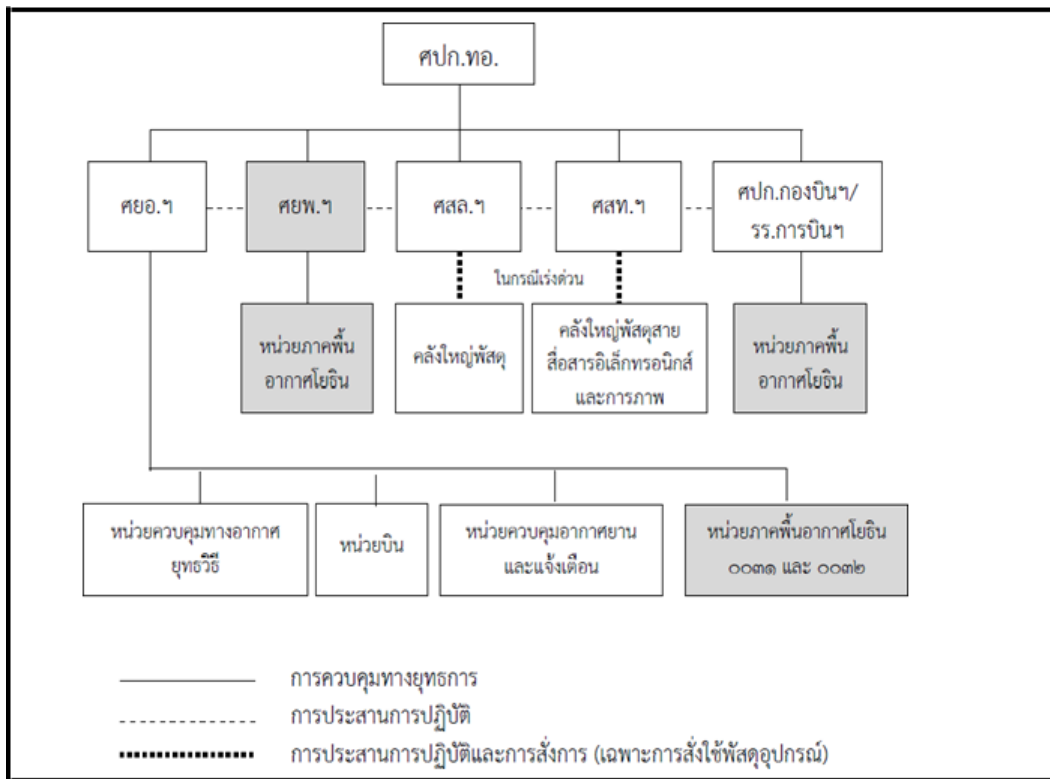 ศปก.ทอ.
ศยอ.ฯ
ศยพ.ฯ
ศสล.ฯ
ศสท.ฯ
ศปก.กองบินฯ/
รร.การบินฯ
ในกรณีเร่งด่วน
หน่วยภาคพื้น
อากาศโยธิน
คลังใหญ่พัสดุ
คลังใหญ่พัสดุสาย
สื่อสารอิเล็กทรอนิกส์
และการภาพ
หน่วยภาคพื้น
อากาศโยธิน
หน่วยควบคุมทางอากาศ
ยุทธวิธี
หน่วยบิน
หน่วยควบคุมอากาศยาน
และแจ้งเตือน
หน่วยภาคพื้นอากาศโยธิน
๐๐๓๑ และ ๐๐๓๒
การควบคุมทางยุทธการ
การประสานการปฏิบัติ
การประสานการปฏิบัติและการสั่งการ (เฉพาะการสั่งใช้พัสดุอุปกรณ์)